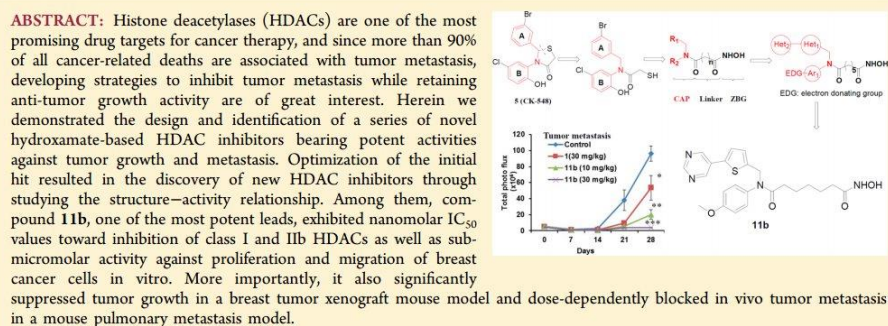 ABSTRACT: Histone deacetylases (HDACs) are one of the most
promising drug targets for cancer therapy, and since more than 90%
of all cancer-related deaths are associated with tumor metastasis,
developing strategies to inhibit tumor metastasis while retaining
anti-tumor growth activity are of great interest. Herein we
demonstrated the design and identification of a series of novel
hydroxamate-based HDAC inhibitors bearing potent activities
against tumor growth and metastasis. Optimization of the initial
hit resulted in the discovery of new HDAC inhibitors through
studying the structure−activity relationship. Among them, com-
pound 11b, one of the most potent leads, exhibited nanomolar IC50
values toward inhibition of class I and IIb HDACs as well as sub-
micromolar activity against proliferation and migration of breast
cancer cells in vitro. More importantly, it also significantly
suppressed tumor growth in a breast tumor xenograft mouse model and dose-dependently blocked in vivo tumor metastasis
in a mouse pulmonary metastasis model.
Br
A
S
O
N
Cl
B
OH
5 (CK-548)
Br
A
O
N
SH
Cl
B
OH
R1
R2
N
O
O
n
NHOH
CAP Linker ZBG
Het2
Het1
EDG
Ar1
N
O
O
5
NHOH
EDG: electron donating group
Tumor metastasis
Control
1(30 mg/kg)
11b (10 mg/kg)
11b (30 mg/kg)
Total photo flux
(x10⁶)
120
100
80
60
40
20
0
0 7 14 21 28
Days
*
**
***
N
N
S
N
O
O
O
NHOH
11b